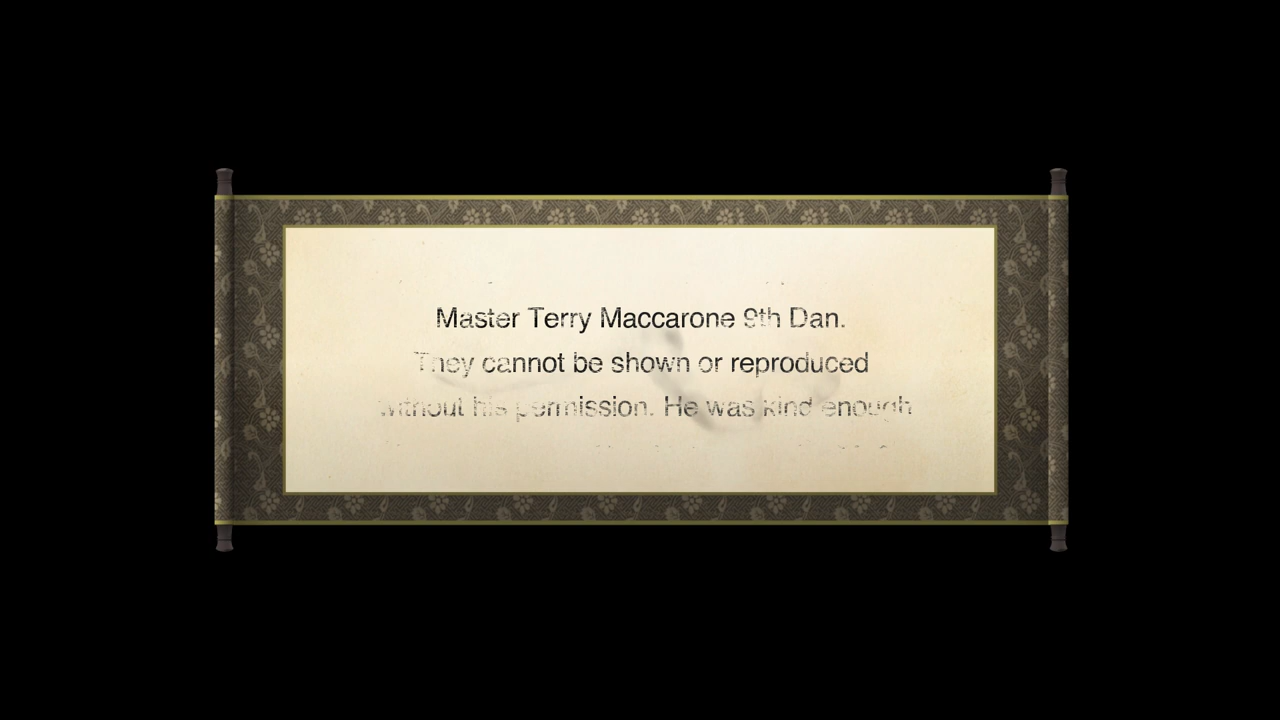 Master Terry Maccarone 9th Dan.
They cannot be shown or reproduced
without his permission. He was kind enough